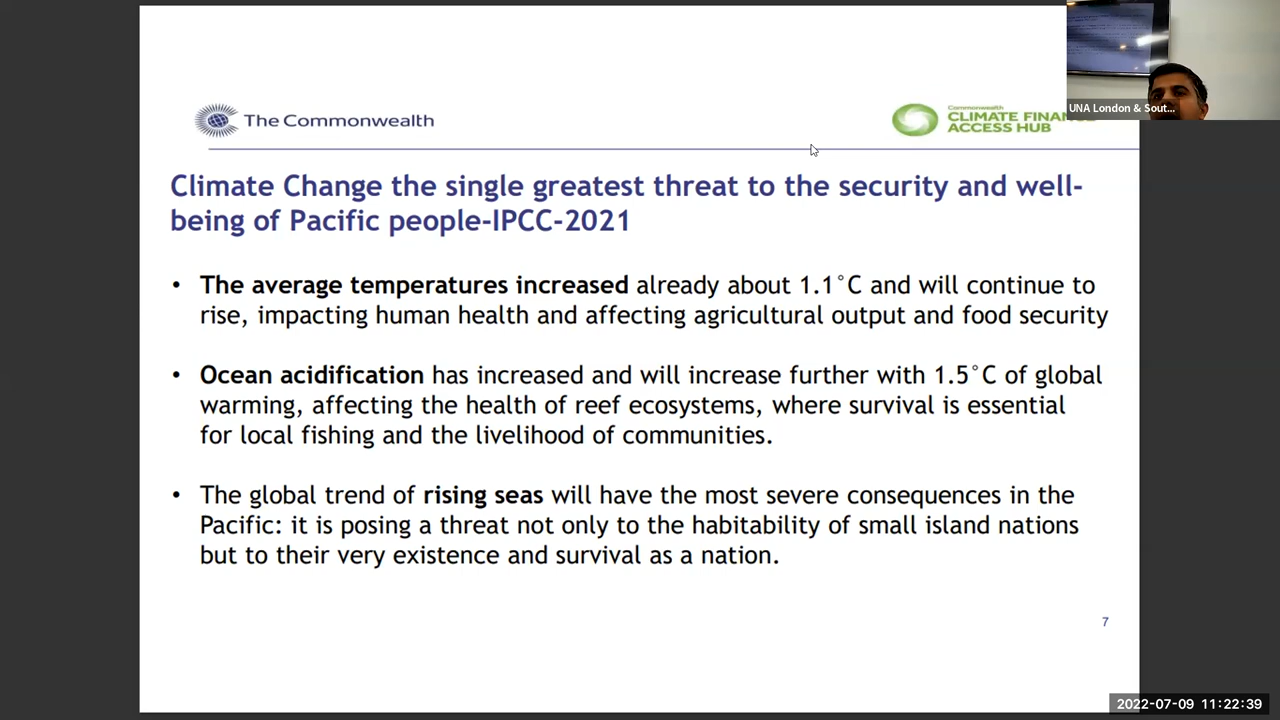 The Commonwealth
Commonwealth
CLIMATE FINAN
ACCESS HUB
UNA London & Sout...
Climate Change the single greatest threat to the security and well-
being of Pacific people-IPCC-2021
• The average temperatures increased already about 1.1°C and will continue to
rise, impacting human health and affecting agricultural output and food security
• Ocean acidification has increased and will increase further with 1.5°C of global
warming, affecting the health of reef ecosystems, where survival is essential
for local fishing and the livelihood of communities.
• The global trend of rising seas will have the most severe consequences in the
Pacific: it is posing a threat not only to the habitability of small island nations
but to their very existence and survival as a nation.
7
2022-07-09 11:22:39